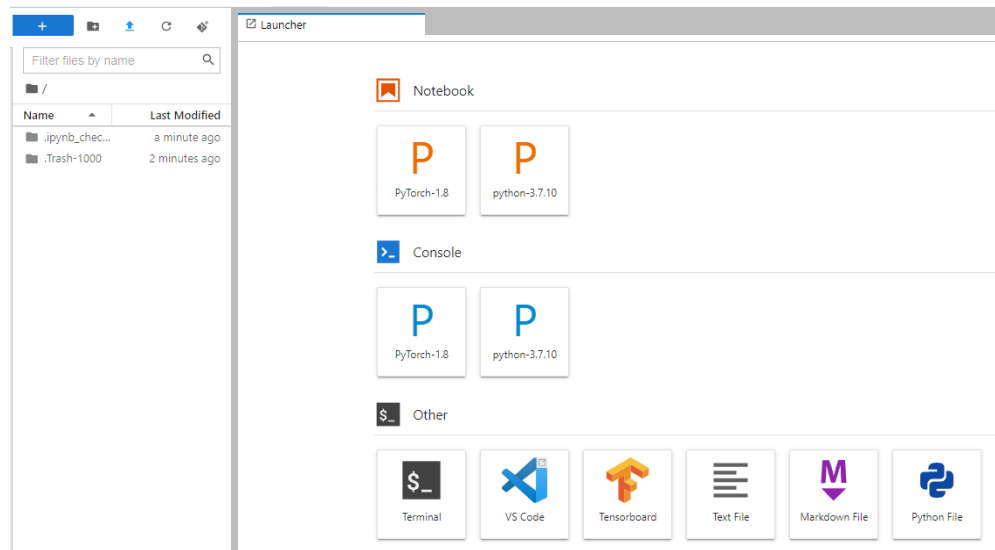 Launcher
Filter files by name
/
Name Last Modified
.ipynb_chec... a minute ago
.Trash-1000 2 minutes ago
Notebook
P P
PyTorch-1.8 python-3.7.10
Console
P P
PyTorch-1.8 python-3.7.10
$_ Other
$_ M
Terminal VS Code Tensorboard Text File Markdown File Python File